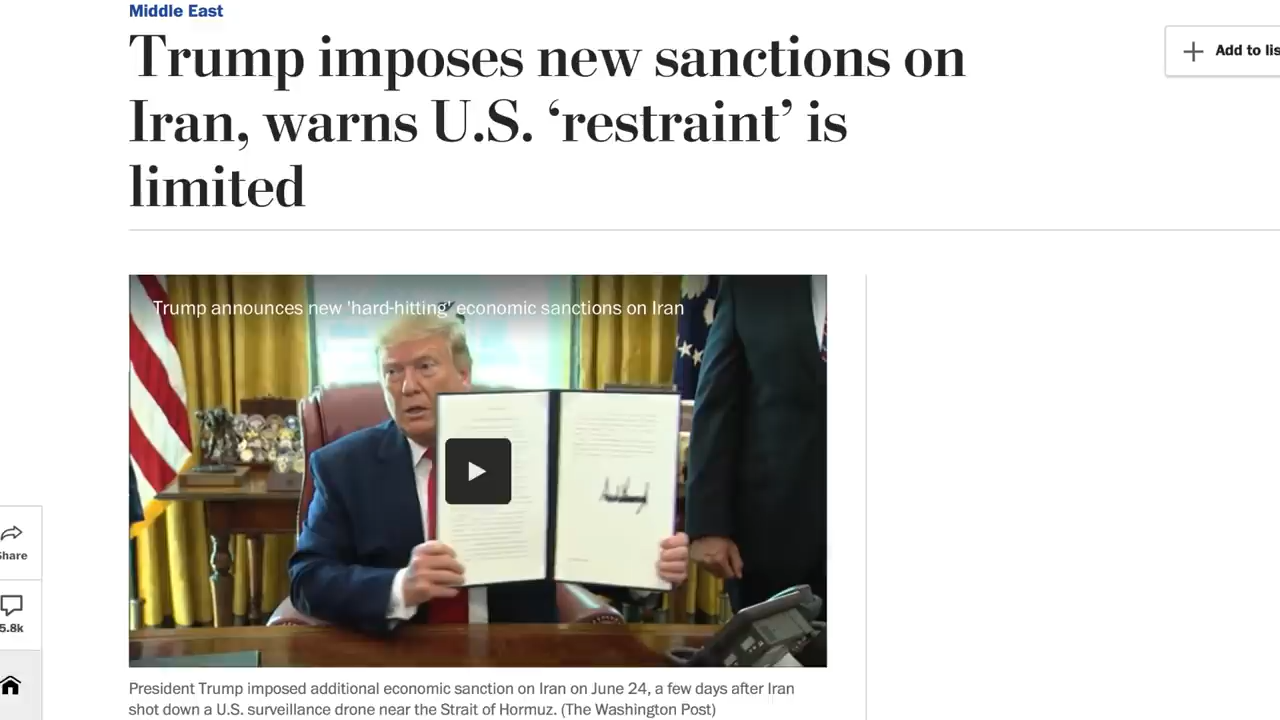 Middle East
Trump imposes new sanctions on
Iran, warns U.S. ‘restraint’ is
limited
Add to
Trump announces new 'hard-hitting' economic sanctions on Iran
Share
5.8k
President Trump imposed additional economic sanction on Iran on June 24, a few days after Iran
shot down a U.S. surveillance drone near the Strait of Hormuz. (The Washington Post)